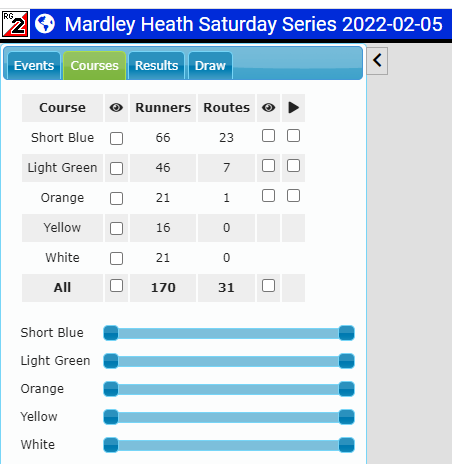 RG
2
Mardley Heath Saturday Series 2022-02-05
Events Courses Results Draw
Course Runners Routes
Short Blue 66 23
Light Green 46 7
Orange 21 1
Yellow 16 0
White 21 0
All 170 31
Short Blue
Light Green
Orange
Yellow
White